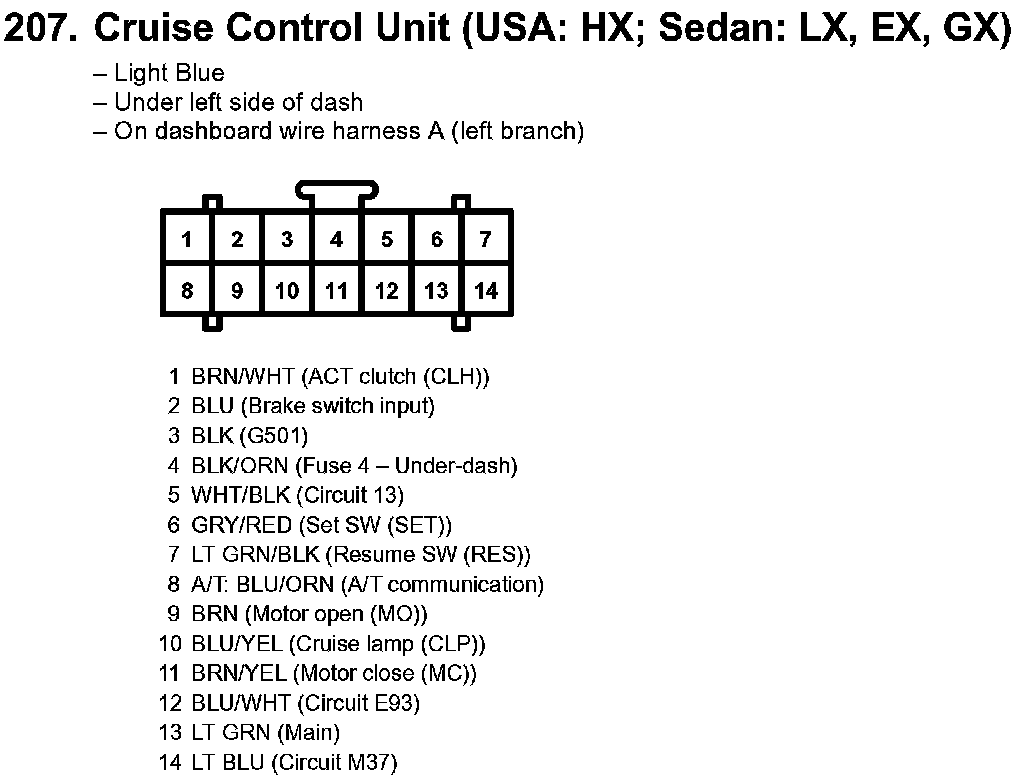 207. Cruise Control Unit (USA: HX; Sedan: LX, EX, GX)
– Light Blue
– Under left side of dash
– On dashboard wire harness A (left branch)
1 2 3 4 5 6 7
8 9 10 11 12 13 14
1 BRN/WHT (ACT clutch (CLH))
2 BLU (Brake switch input)
3 BLK (G501)
4 BLK/ORN (Fuse 4 – Under-dash)
5 WHT/BLK (Circuit 13)
6 GRY/RED (Set SW (SET))
7 LT GRN/BLK (Resume SW (RES))
8 A/T: BLU/ORN (A/T communication)
9 BRN (Motor open (MO))
10 BLU/YEL (Cruise lamp (CLP))
11 BRN/YEL (Motor close (MC))
12 BLU/WHT (Circuit E93)
13 LT GRN (Main)
14 LT BLU (Circuit M37)